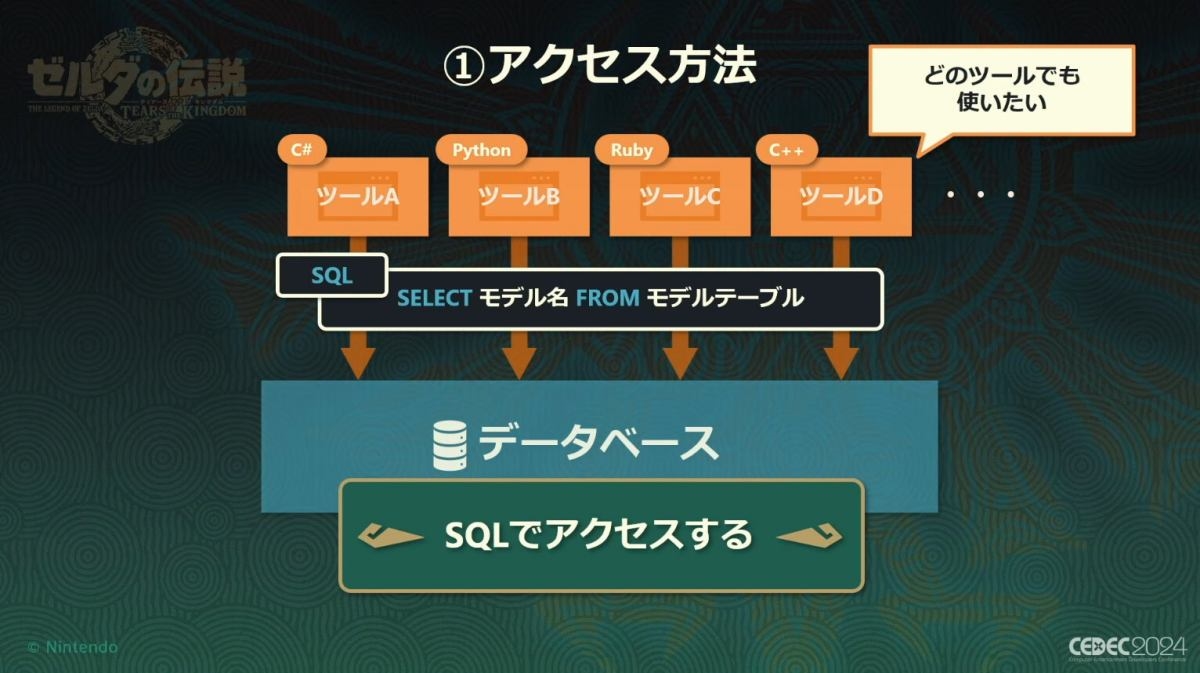 ①アクセス方法
ゼルダの伝説
THE LEGEND OF ZELDA
TEARS OF THE KINGDOM
どのツールでも
使いたい
C#
Python
Ruby
C++
ツールA
ツールB
ツールC
ツールD
・・・
SQL
SELECT モデル名 FROM モデルテーブル
データベース
SQLでアクセスする
© Nintendo
CEDEC2024
Computer Entertainment Developers Conference